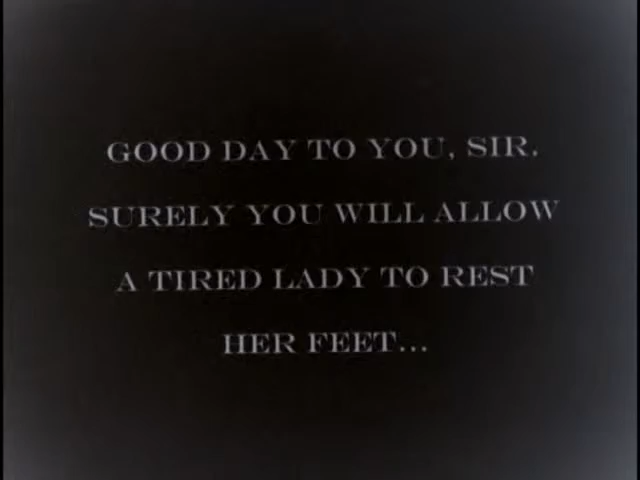 GOOD DAY TO YOU, SIR.
SURELY YOU WILL ALLOW
A TIRED LADY TO REST
HER FEET...